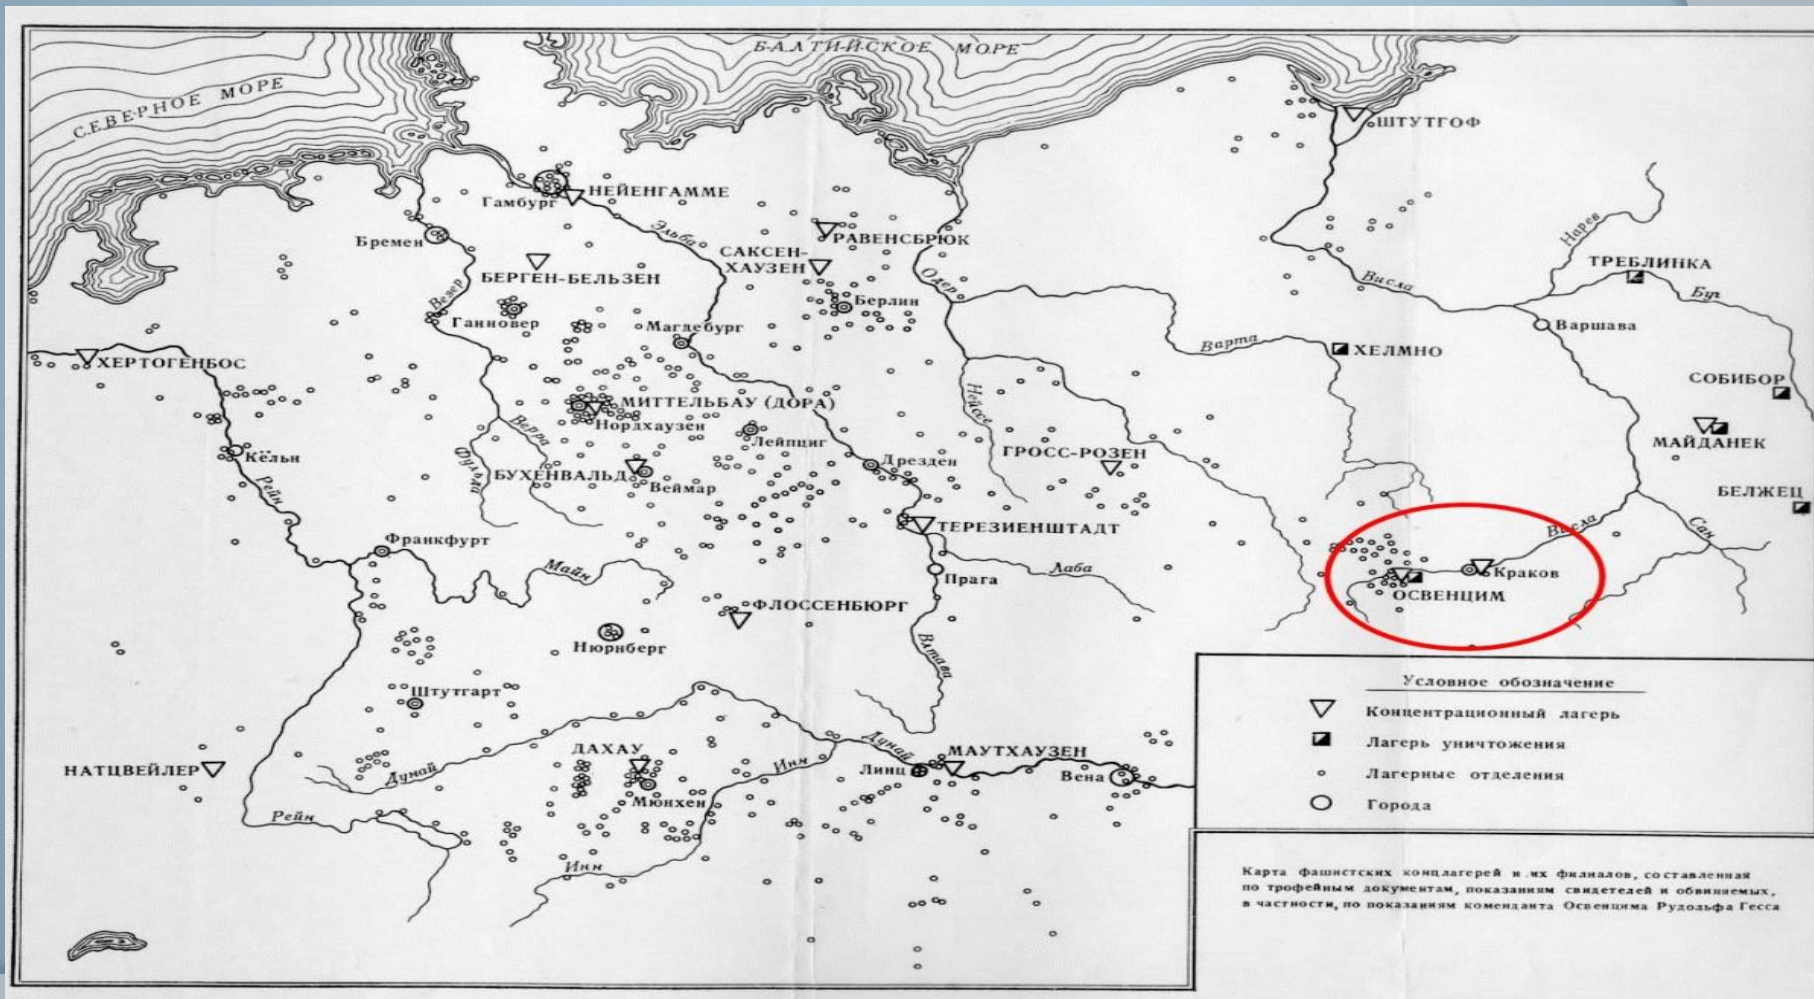 БАЛТИЙСКОЕ МОРЕ
СЕВЕРНОЕ МОРЕ
ШТУТГОФ
НЕЙЕНГАММЕ
Гамбург
Эльба
Бремен
РАВЕНСБРЮК
САКСЕН-
ХАУЗЕН
Одер
Нарев
ТРЕБЛИНКА
Буг
БЕРГЕН-БЕЛЬЗЕН
Везер
Ганновер
Берлин
Висла
Магдебург
Варшава
Варта
ХЕЛМНО
ХЕРТОГЕНБОС
СОБИБОР
МИТТЕЛЬБАУ (ДОРА)
Нордхаузен
Нейссе
Верра
Лейпциг
МАЙДАНЕК
Кёльн
Фульда
ГРОСС-РОЗЕН
Дрезден
БУХЕНВАЛЬД
Веймар
Рейн
БЕЛЖЕЦ
ТЕРЕЗИЕНШТАДТ
Висла
Сан
Франкфурт
Майн
Прага
Лаба
Краков
ОСВЕНЦИМ
ФЛОССЕНБЮРГ
Нюрнберг
Влтава
Штутгарт
ДАХАУ
Дунай
НАТЦВЕЙЛЕР
Дунай
Инн
Линц
МАУТХАУЗЕН
Вена
Мюнхен
Рейн
Инн
Условное обозначение
Концентрационный лагерь
Лагерь уничтожения
Лагерные отделения
Города
Карта фашистских концлагерей и их филиалов, составленная
по трофейным документам, показаниям свидетелей и обвиняемых,
в частности, по показаниям коменданта Освенцима Рудольфа Гесса